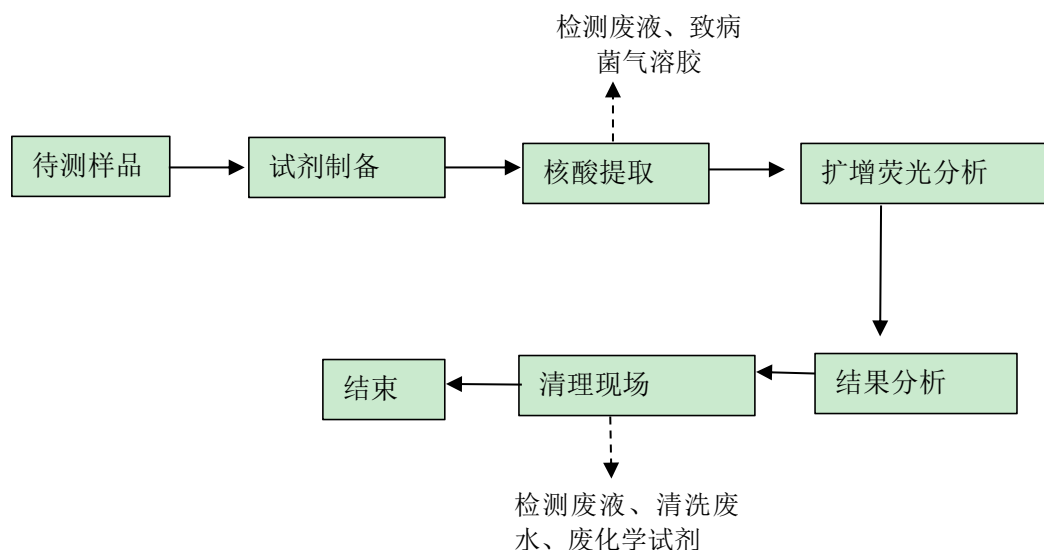 检测废液、致病
菌气溶胶
待测样品
试剂制备
核酸提取
扩增荧光分析
结束
清理现场
结果分析
检测废液、清洗废
水、废化学试剂